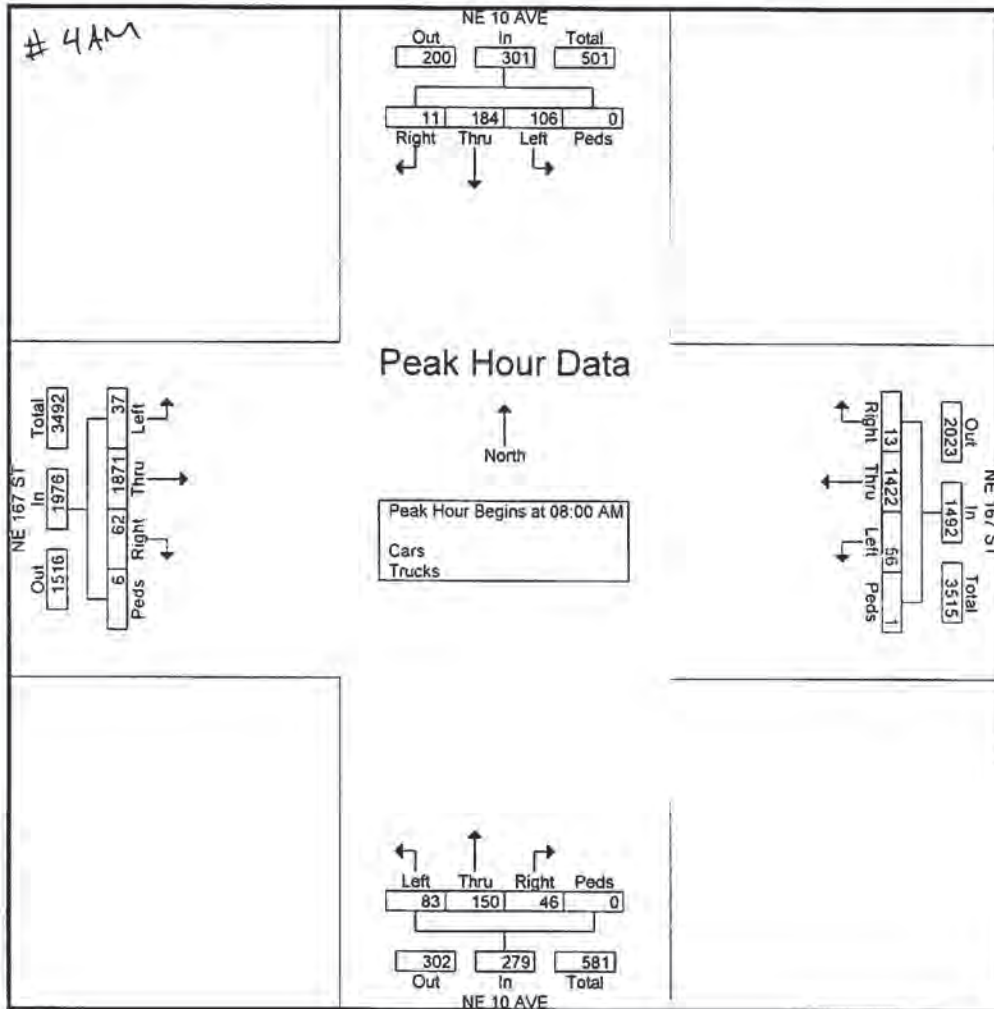 # 4AM
NE 10 AVE
Out In Total
200 301 501
11 184 106 0
Right Thru Left Peds
Peak Hour Data
North
Peak Hour Begins at 08:00 AM
Cars
Trucks
NE 167 ST
Total In Out
3492 1976 1516
37 1871 62 6
Left Thru Right Peds
NE 167 ST
Out In Total
2023 1492 3515
13 1422 56 1
Right Thru Left Peds
Left Thru Right Peds
83 150 46 0
302 279 581
Out In Total
NE 10 AVE